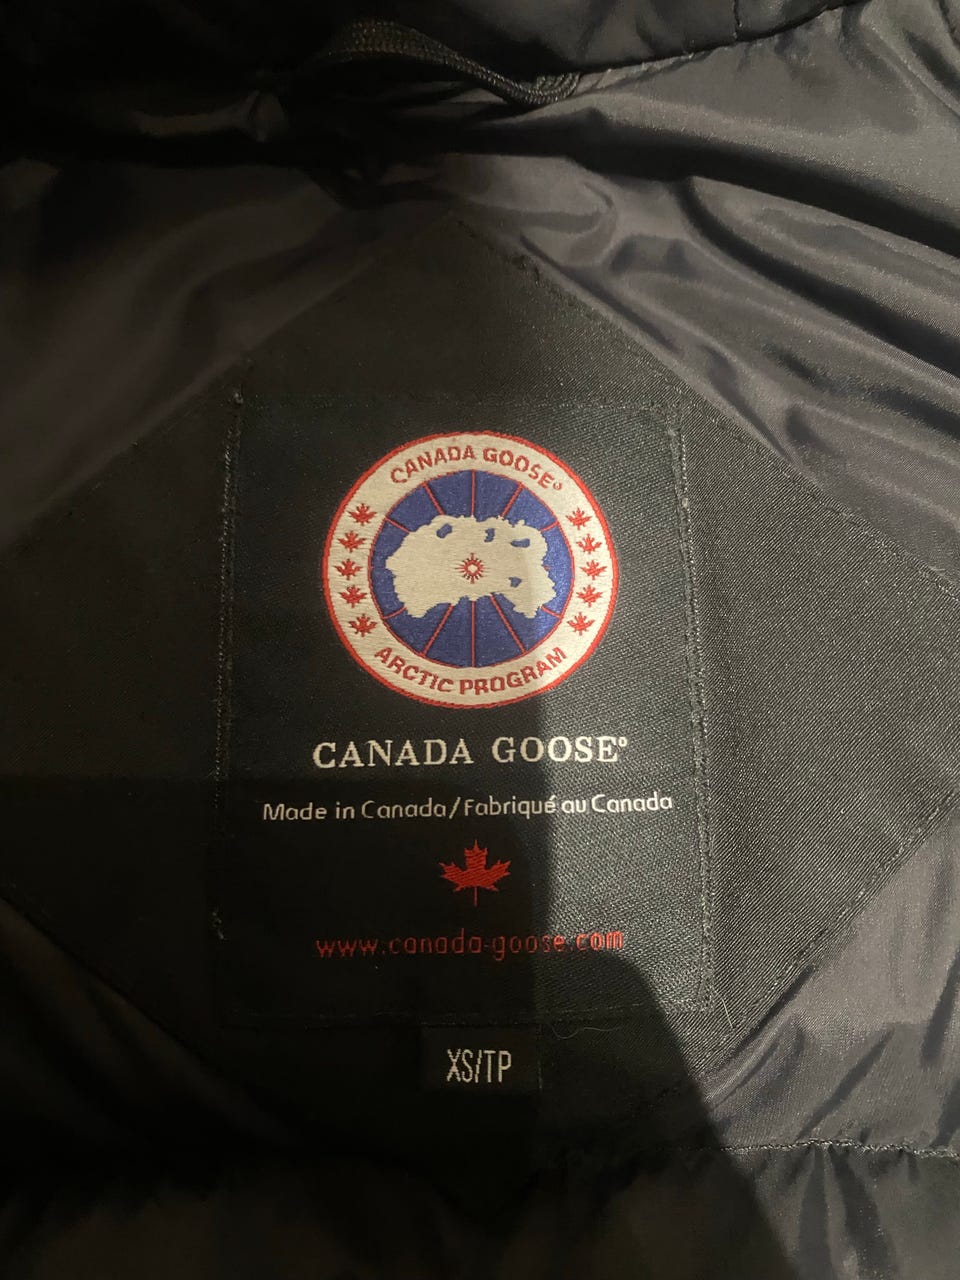 CANADA GOOSE®
ARCTIC PROGRAM
CANADA GOOSE®
Made in Canada/Fabriqué au Canada
www.canada-goose.com
XS/TP